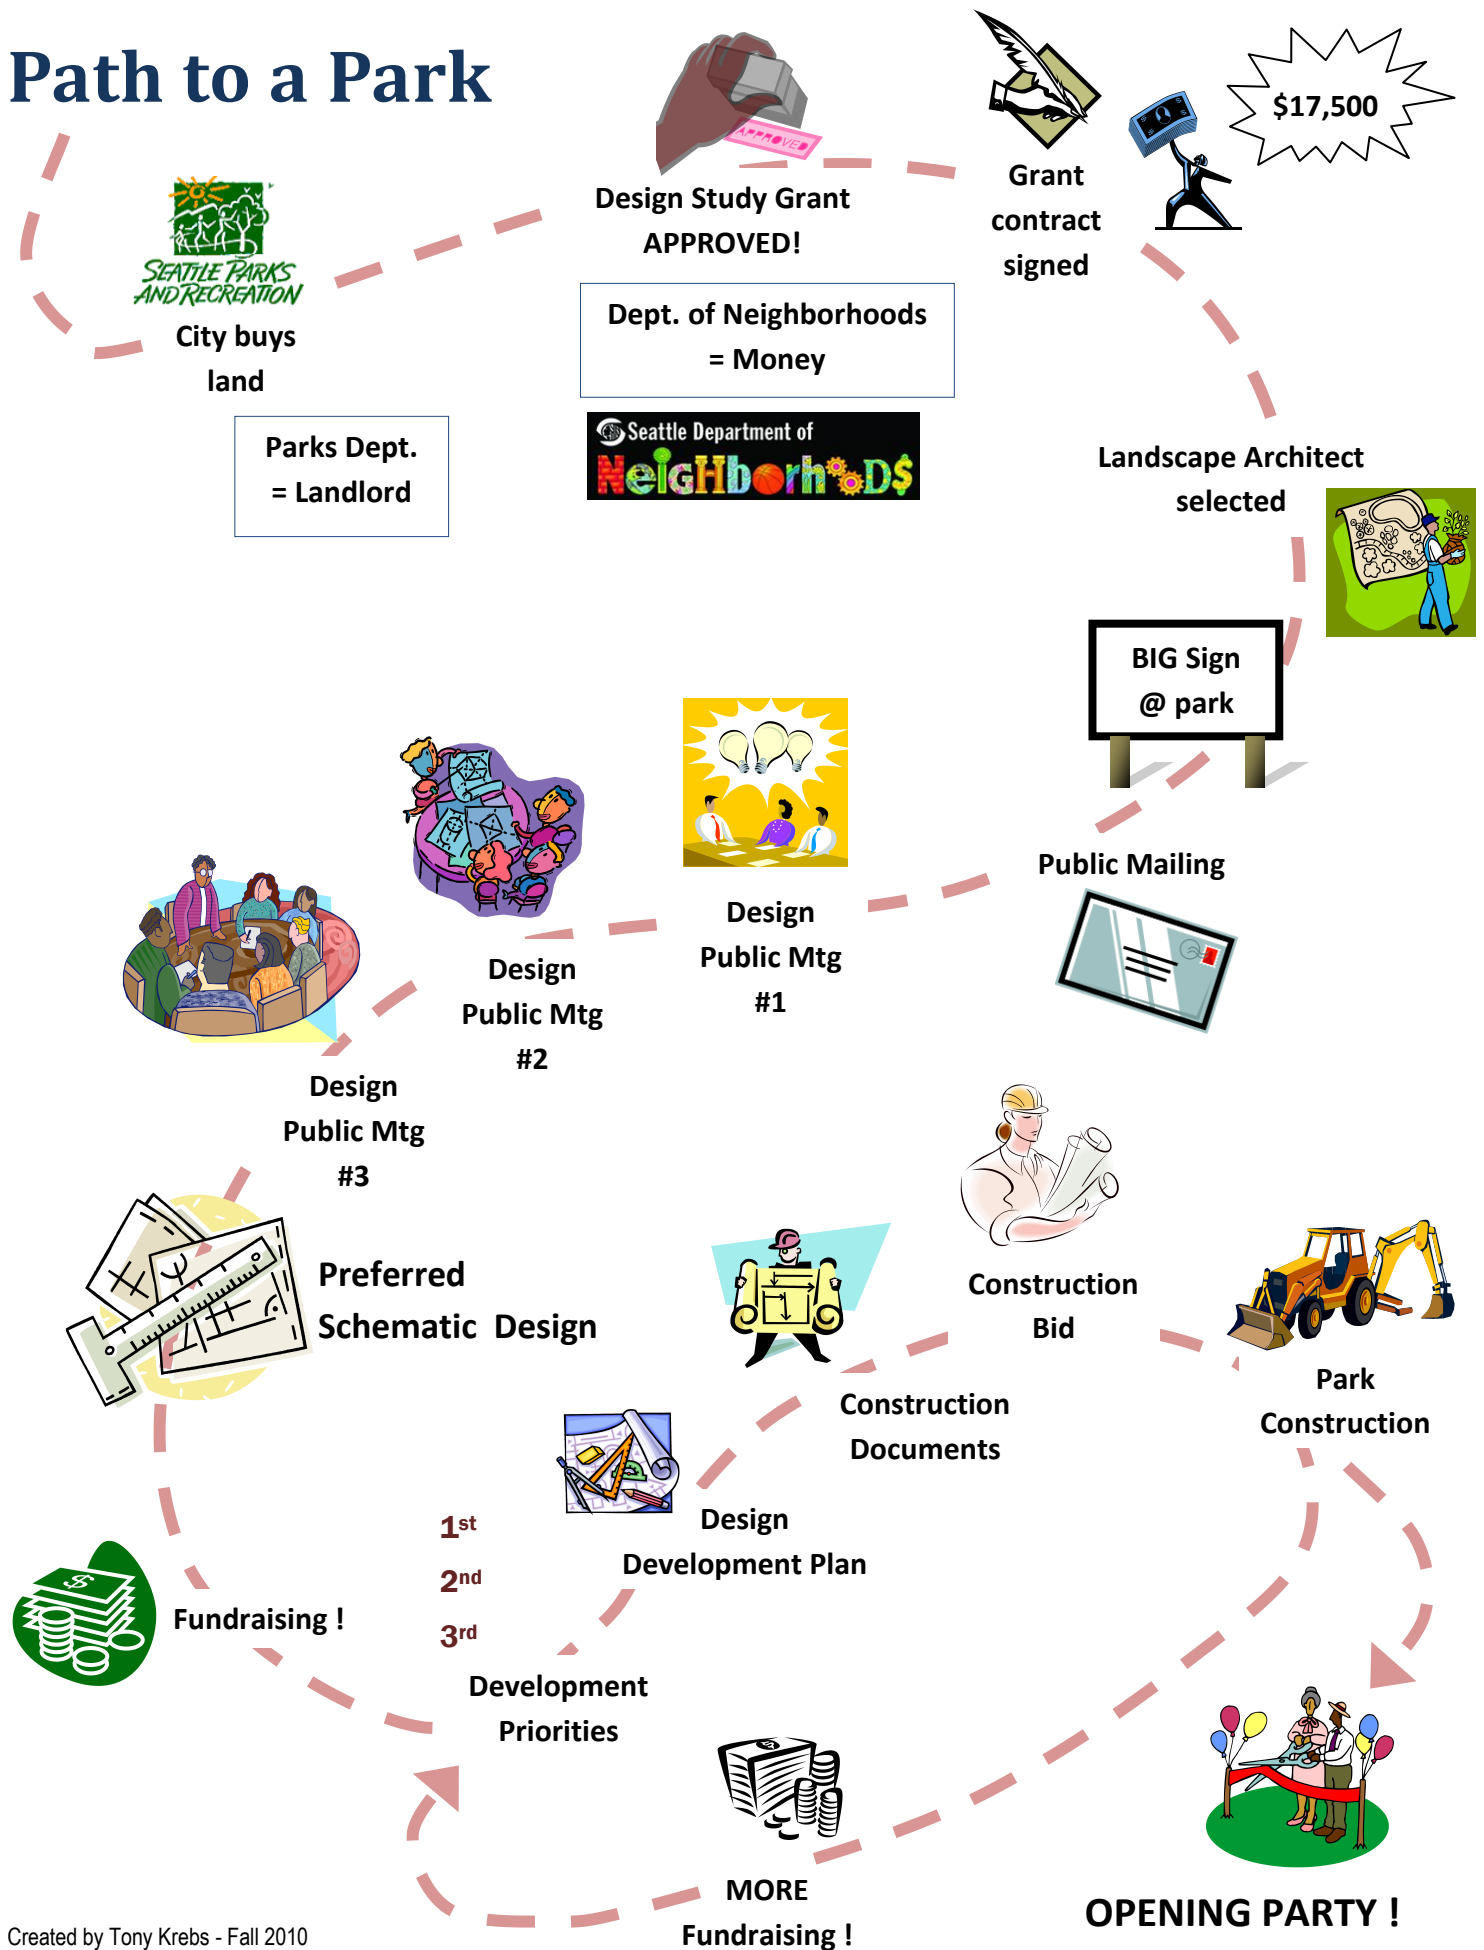 Path to a Park
APPROVED
$17,500
Design Study Grant
APPROVED!
Grant
contract
signed
SEATTLE PARKS
AND RECREATION
City buys
land
Dept. of Neighborhoods
= Money
Parks Dept.
= Landlord
Seattle Department of
NeigHborhooD$
Landscape Architect
selected
BIG Sign
@ park
Public Mailing
Design
Public Mtg
#1
Design
Public Mtg
#2
Design
Public Mtg
#3
Preferred
Schematic Design
Construction
Bid
Park
Construction
Construction
Documents
Design
Development Plan
1st
2nd
3rd
$
Fundraising !
Development
Priorities
MORE
Fundraising !
OPENING PARTY !
Created by Tony Krebs - Fall 2010